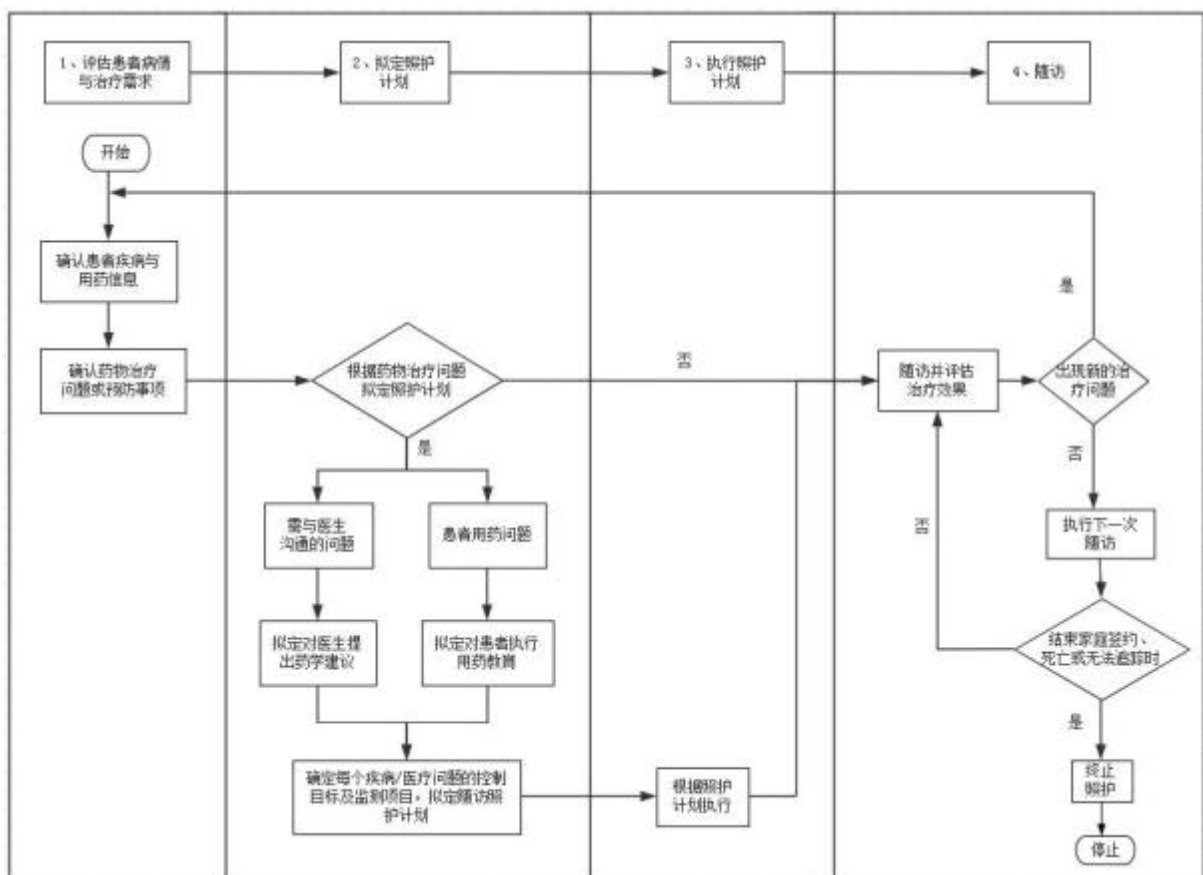 1、评估患者病情
与治疗需求
2、拟定照护
计划
3、执行照护
计划
4、随访
开始
确认患者疾病与
用药信息
确认药物治疗
问题或预防事项
根据药物治疗问题
拟定照护计划
否
是
需与医生
沟通的问题
患者用药问题
拟定对医生提
出药学建议
拟定对患者执行
用药教育
确定每个疾病/医疗问题的控制
目标及监测项目，拟定随访照
护计划
根据照护
计划执行
随访并评估
治疗效果
出现新的治
疗问题
是
否
执行下一次
随访
否
结束家庭签约、
死亡或无法追踪时
是
终止
照护
停止